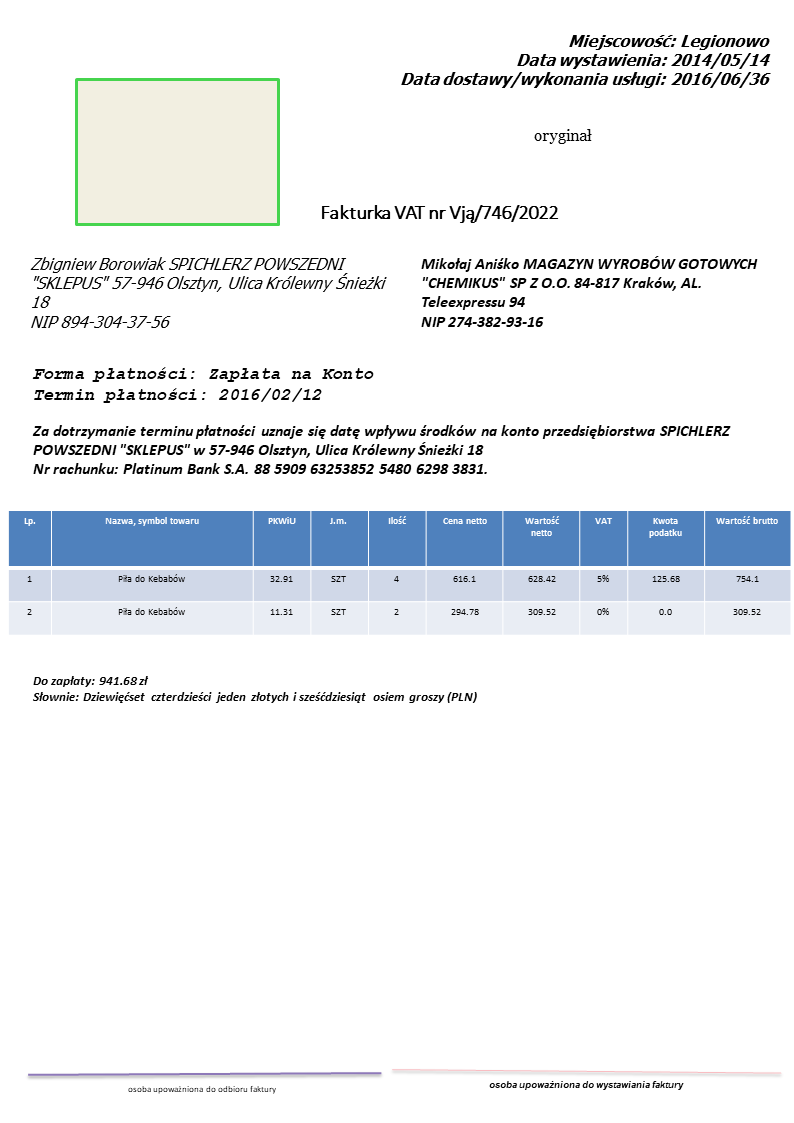 Miejscowość: Legionowo
Data wystawienia: 2014/05/14
Data dostawy/wykonania usługi: 2016/06/36
oryginał
Fakturka VAT nr Vją/746/2022
Zbigniew Borowiak SPICHLERZ POWSZEDNI
"SKLEPUS" 57-946 Olsztyn, Ulica Królewny Śnieżki
18
NIP 894-304-37-56
Mikołaj Aniśko MAGAZYN WYROBÓW GOTOWYCH
"CHEMIKUS" SP Z O.O. 84-817 Kraków, AL.
Teleexpressu 94
NIP 274-382-93-16
Forma płatności: Zapłata na Konto
Termin płatności: 2016/02/12
Za dotrzymanie terminu płatności uznaje się datę wpływu środków na konto przedsiębiorstwa SPICHLERZ
POWSZEDNI "SKLEPUS" w 57-946 Olsztyn, Ulica Królewny Śnieżki 18
Nr rachunku: Platinum Bank S.A. 88 5909 63253852 5480 6298 3831.
Lp. Nazwa, symbol towaru PKWiU J.m. Ilość Cena netto Wartość netto VAT Kwota podatku Wartość brutto
1 Piła do Kebabów 32.91 SZT 4 616.1 628.42 5% 125.68 754.1
2 Piła do Kebabów 11.31 SZT 2 294.78 309.52 0% 0.0 309.52
Do zapłaty: 941.68 zł
Słownie: Dziewięćset czterdzieści jeden złotych i sześćdziesiąt osiem groszy (PLN)
osoba upoważniona do odbioru faktury
osoba upoważniona do wystawiania faktury